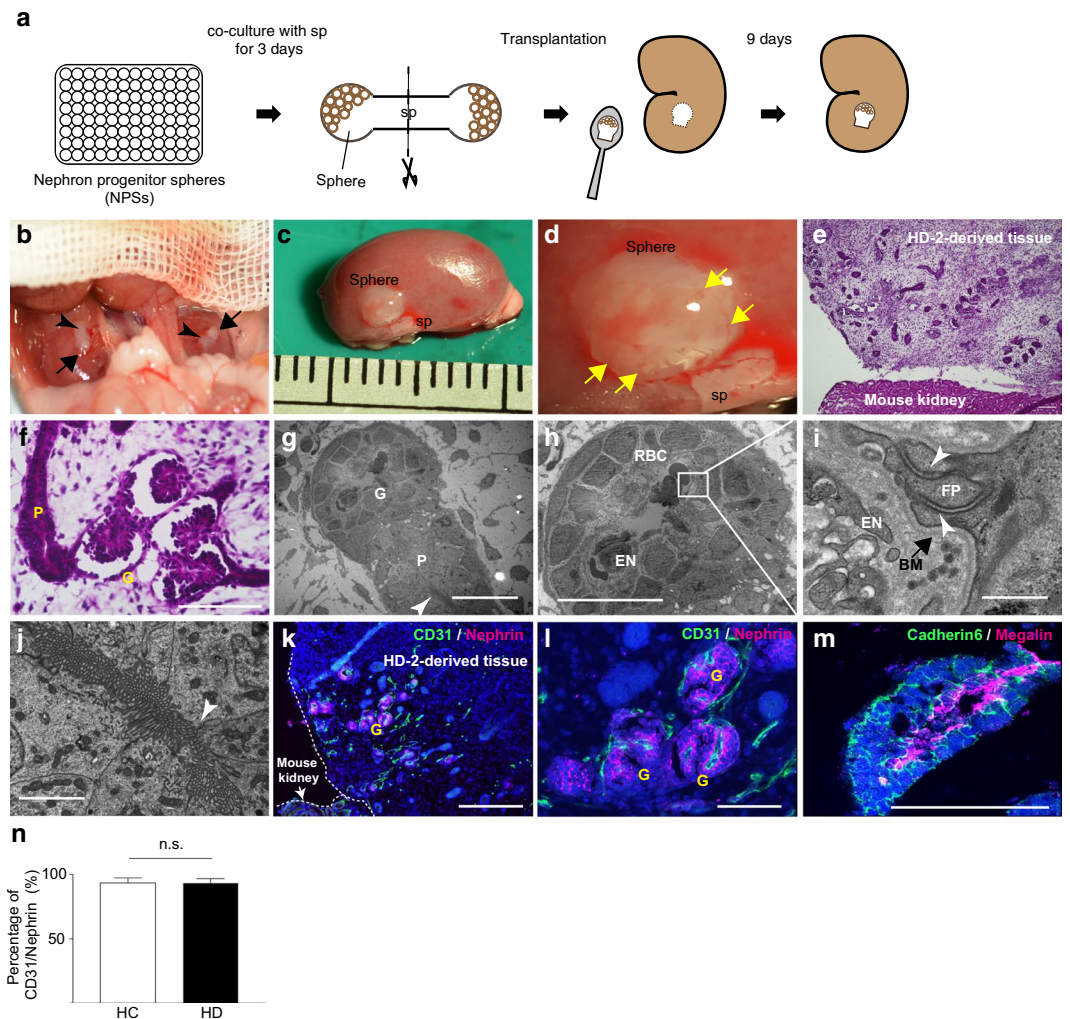 a
co-culture with sp
for 3 days
Transplantation
9 days
sp
Sphere
Nephron progenitor spheres
(NPSs)
b
c
Sphere
sp
d
Sphere
sp
e
HD-2-derived tissue
Mouse kidney
f
P
G
g
G
P
h
RBC
EN
i
FP
EN
BM
j
k
CD31 / Nephrin
HD-2-derived tissue
G
Mouse
kidney
l
CD31 / Nephrin
G
G
G
m
Cadherin6 / Megalin
n
n.s.
Percentage of
CD31/Nephrin (%)
100
50
HC
HD